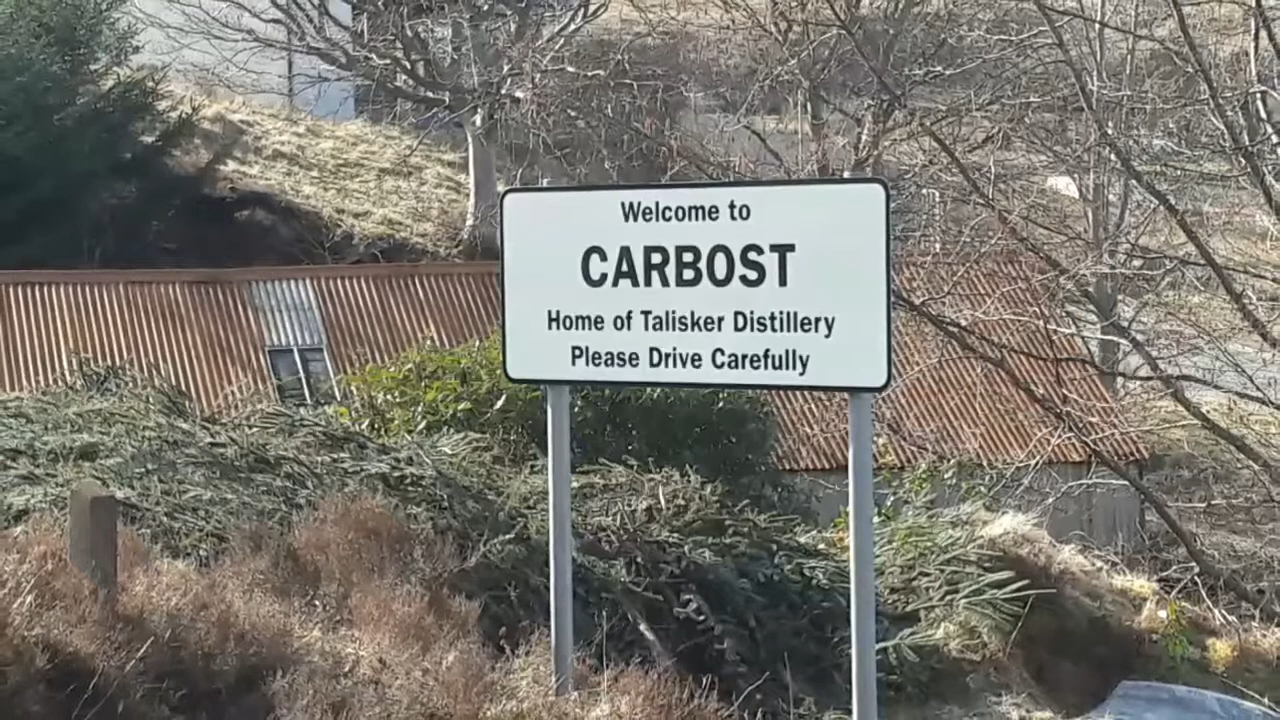 Welcome to
CARBOST
Home of Talisker Distillery
Please Drive Carefully